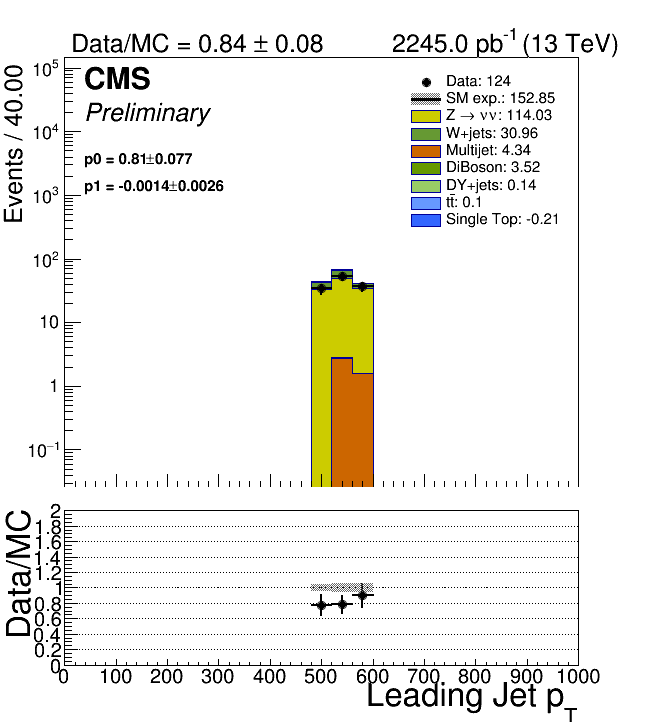 Data/MC = 0.84 ± 0.08 2245.0 pb⁻¹ (13 TeV)
Events / 40.00
CMS
Preliminary
p0 = 0.81±0.077
p1 = -0.0014±0.0026
Data: 124
SM exp.: 152.85
Z → νν: 114.03
W+jets: 30.96
Multijet: 4.34
DiBoson: 3.52
DY+jets: 0.14
tt̄: 0.1
Single Top: -0.21
10⁵
10⁴
10³
10²
10
1
10⁻¹
Data/MC
2
1.8
1.6
1.4
1.2
1
0.8
0.6
0.4
0.2
0
0 100 200 300 400 500 600 700 800 900 1000
Leading Jet p_T